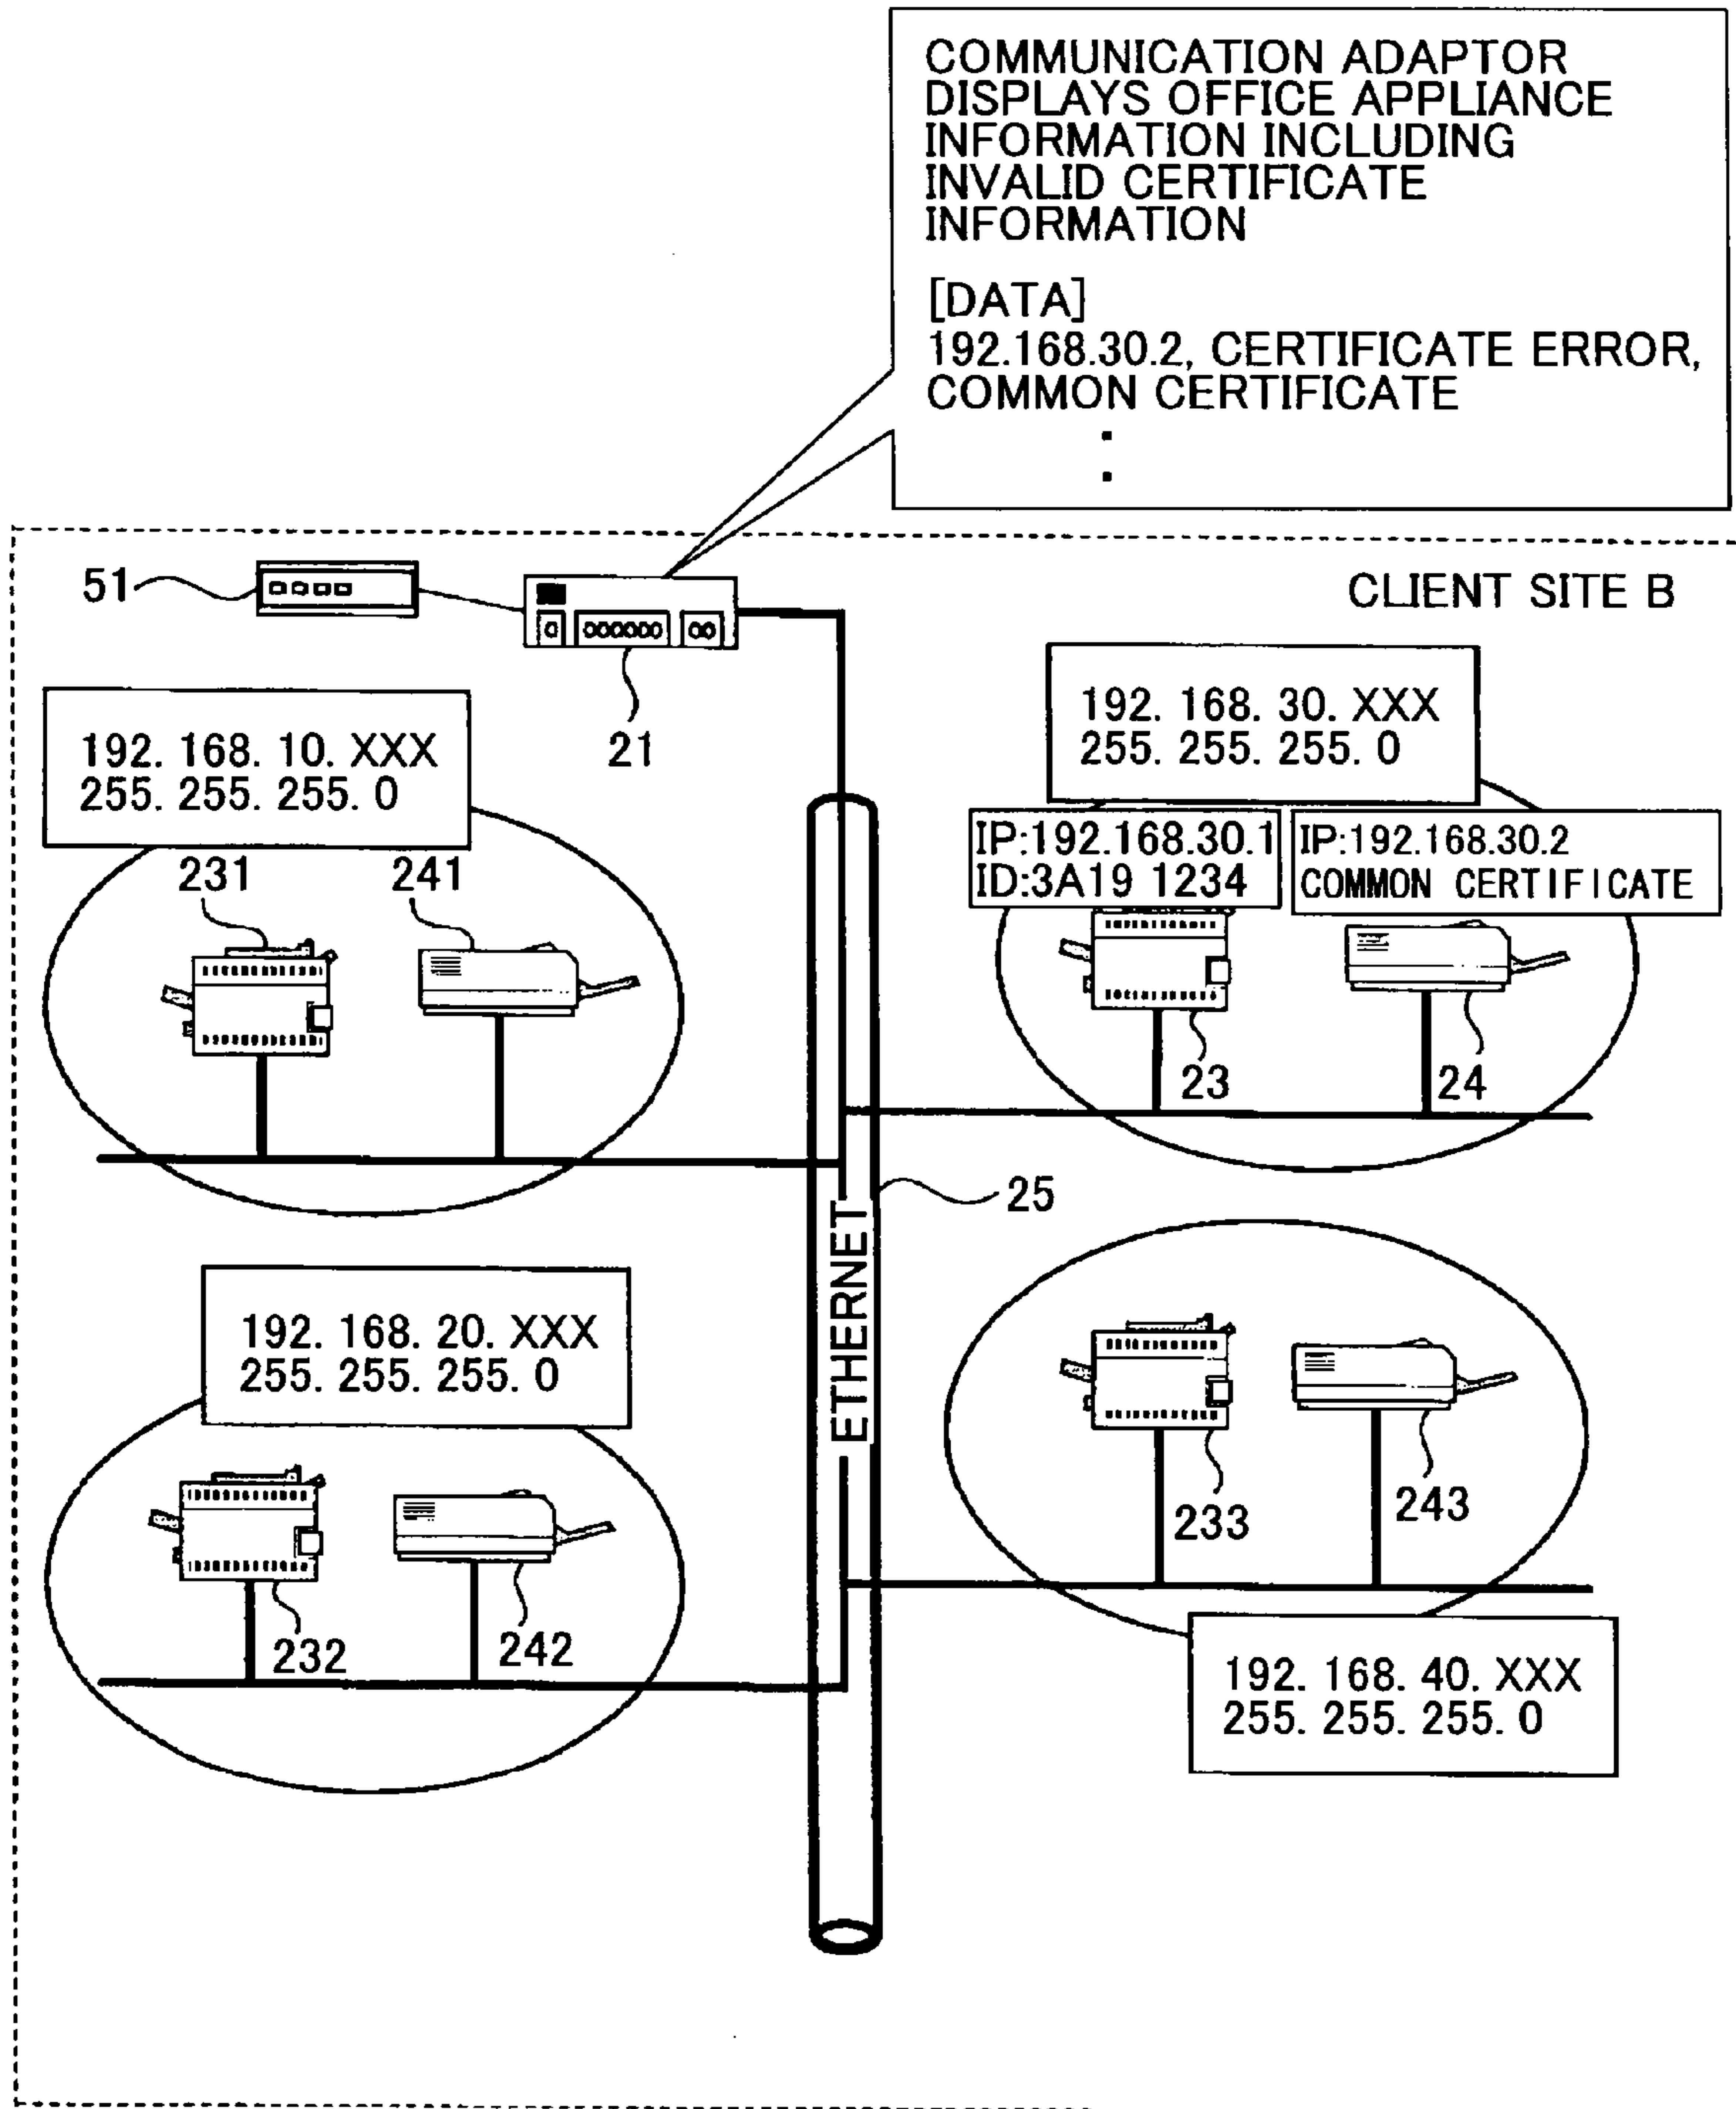 COMMUNICATION ADAPTOR
DISPLAYS OFFICE APPLIANCE
INFORMATION INCLUDING
INVALID CERTIFICATE
INFORMATION
[DATA]
192.168.30.2, CERTIFICATE ERROR,
COMMON CERTIFICATE
:
51
CLIENT SITE B
21
192. 168. 10. XXX
255. 255. 255. 0
192. 168. 30. XXX
255. 255. 255. 0
IP:192.168.30.1
ID:3A19 1234
IP:192.168.30.2
COMMON CERTIFICATE
231
241
23
24
25
ETHERNET
192. 168. 20. XXX
255. 255. 255. 0
233
243
232
242
192. 168. 40. XXX
255. 255. 255. 0